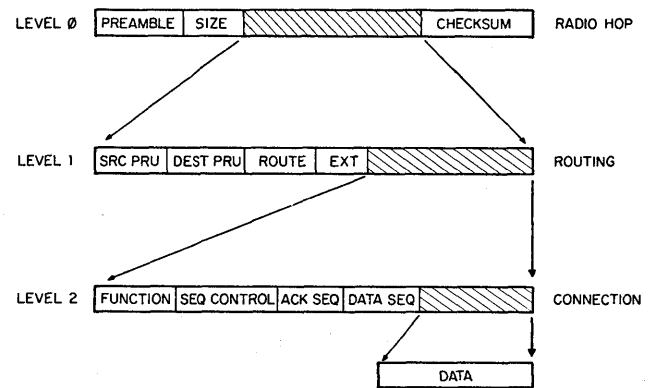 LEVEL Ø PREAMBLE SIZE CHECKSUM RADIO HOP
LEVEL 1 SRC PRU DEST PRU ROUTE EXT ROUTING
LEVEL 2 FUNCTION SEQ CONTROL ACK SEQ DATA SEQ CONNECTION
DATA